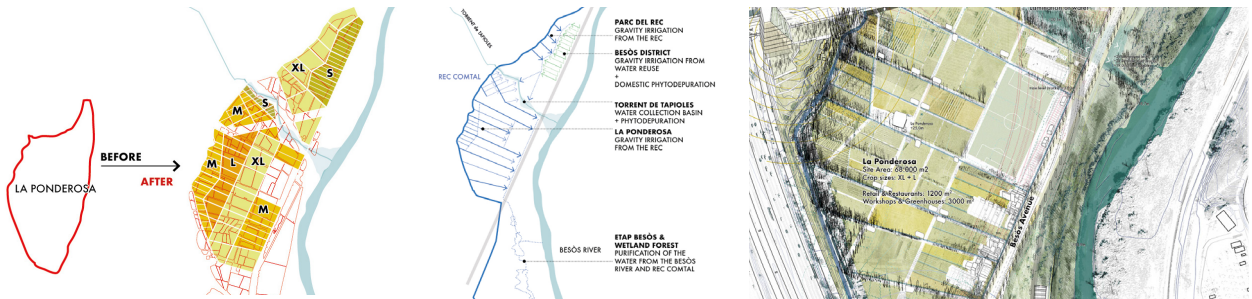 LA PONDEROSA
BEFORE
AFTER
XL
S
M
S
M
L
XL
M
TORRENT de TAPIOLES
REC COMTAL
BESÒS RIVER
PARC DEL REC
GRAVITY IRRIGATION
FROM THE REC
BESÒS DISTRICT
GRAVITY IRRIGATION FROM
WATER REUSE
+
DOMESTIC PHYTODEPURATION
TORRENT DE TAPIOLES
WATER COLLECTION BASIN
+ PHYTODEPURATION
LA PONDEROSA
GRAVITY IRRIGATION
FROM THE REC
ETAP BESÒS &
WETLAND FOREST
PURIFICATION OF THE
WATER FROM THE BESÒS
RIVER AND REC COMTAL
La Ponderosa
La Ponderosa
Site Area: 68.000 m2
Crop sizes: XL + L
Retail & Restaurants: 1200 m²
Workshops & Greenhouses: 3000 m²
Besòs Avenue